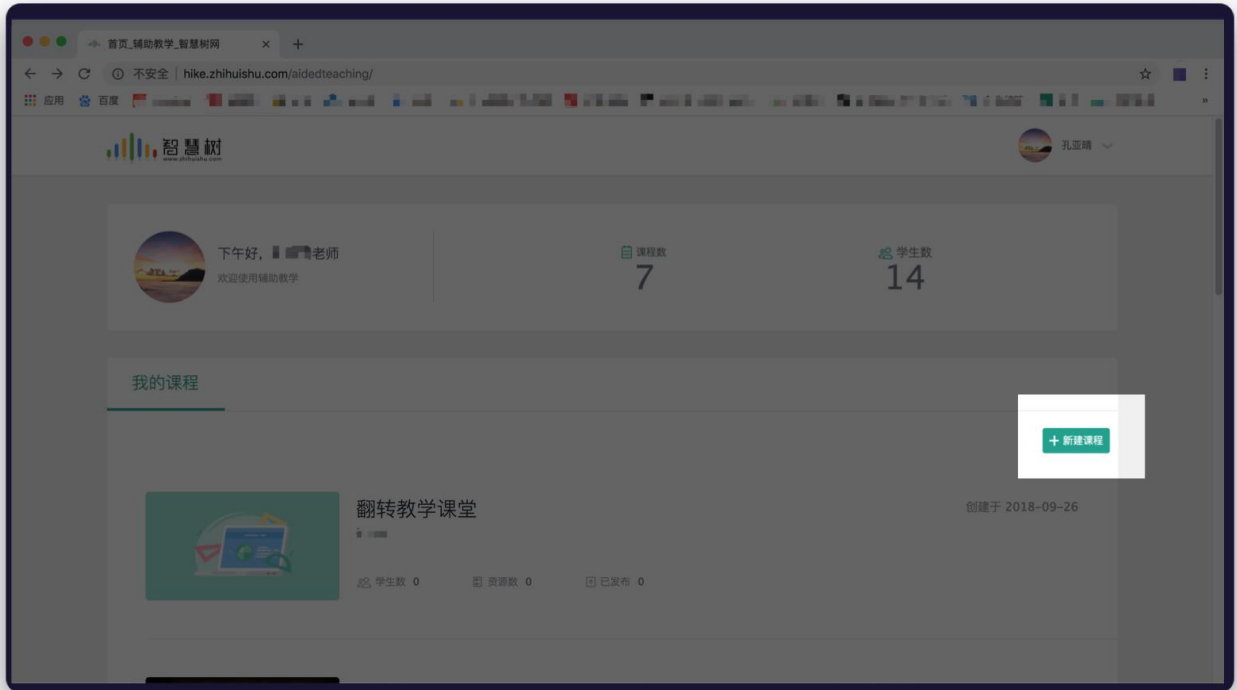 首页_辅助教学_智慧树网
不安全 | hike.zhihuishu.com/aidedteaching/
应用 百度
智慧树
www.zhihuishu.com
孔亚晴
下午好, 老师
欢迎使用辅助教学
课程数
7
学生数
14
我的课程
+ 新建课程
翻转教学课堂
创建于 2018-09-26
学生数 0 资源数 0 已发布 0